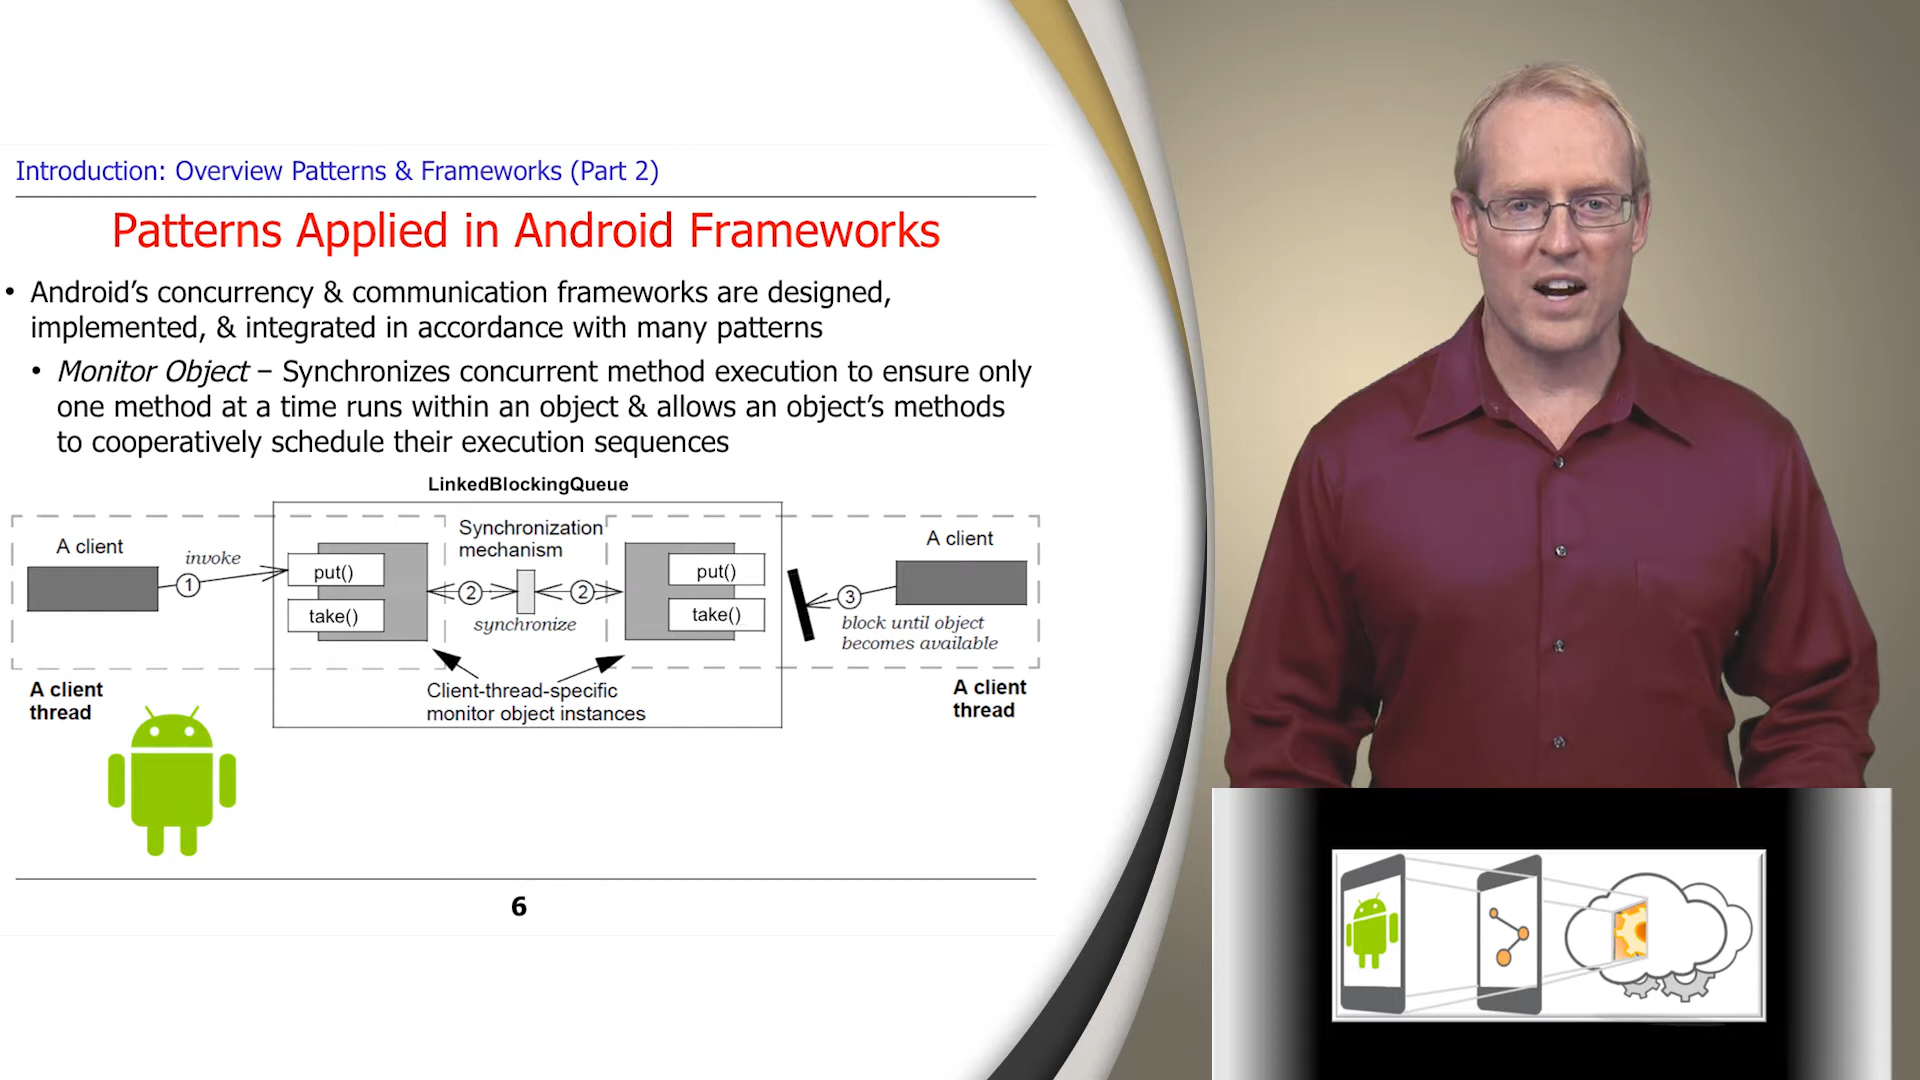 Introduction: Overview Patterns & Frameworks (Part 2)
Patterns Applied in Android Frameworks
• Android’s concurrency & communication frameworks are designed,
implemented, & integrated in accordance with many patterns
• Monitor Object – Synchronizes concurrent method execution to ensure only
one method at a time runs within an object & allows an object’s methods
to cooperatively schedule their execution sequences
LinkedBlockingQueue
A client
invoke
1
put()
take()
Synchronization
mechanism
2
2
synchronize
put()
take()
A client
3
block until object
becomes available
Client-thread-specific
monitor object instances
A client
thread
A client
thread
6